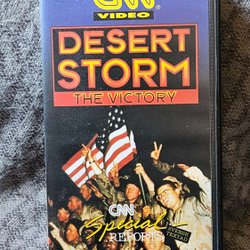 CNN
VIDEO
DESERT
STORM
THE VICTORY
CNN
Special
REPORTS